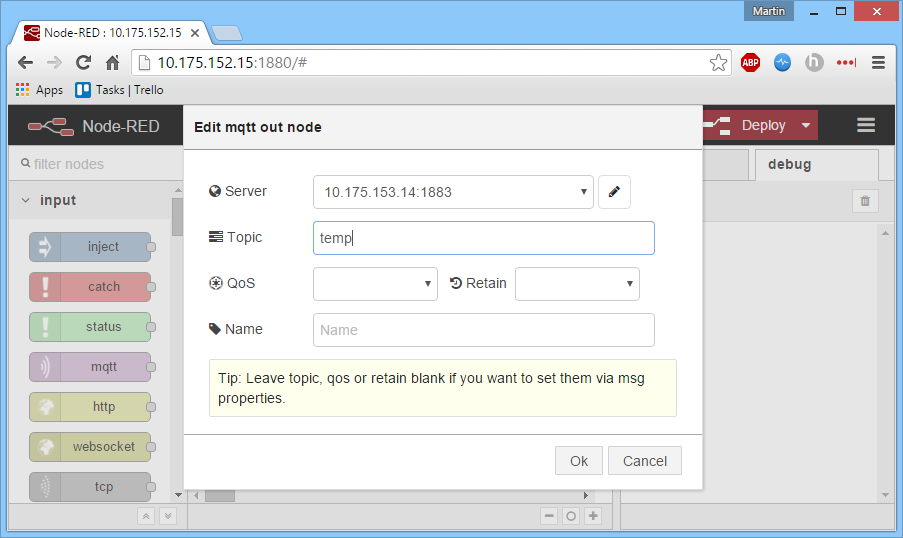 Martin
Node-RED : 10.175.152.15
10.175.152.15:1880/#
ABP
h
Apps
Tasks | Trello
Node-RED
Edit mqtt out node
Deploy
filter nodes
debug
input
Server
10.175.153.14:1883
Topic
temp
inject
catch
QoS
Retain
status
Name
Name
mqtt
Tip: Leave topic, qos or retain blank if you want to set them via msg
properties.
http
websocket
Ok
Cancel
tcp